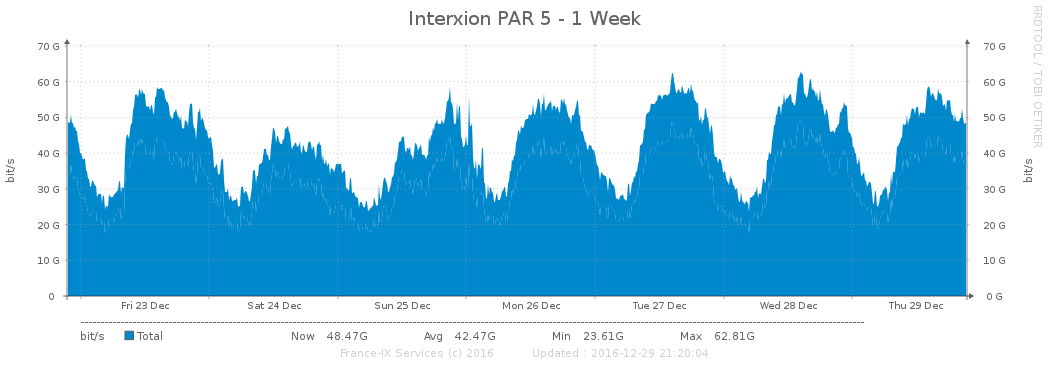 Interxion PAR 5 - 1 Week
RRDTOOL / TOBI OETIKER
bit/s
70 G 70 G
60 G 60 G
50 G 50 G
40 G 40 G
30 G 30 G
20 G 20 G
10 G 10 G
0 0 G
bit/s
Fri 23 Dec Sat 24 Dec Sun 25 Dec Mon 26 Dec Tue 27 Dec Wed 28 Dec Thu 29 Dec
bit/s Total Now 48.47G Avg 42.47G Min 23.61G Max 62.81G
France-IX Services (c) 2016 Updated : 2016-12-29 21:20:04